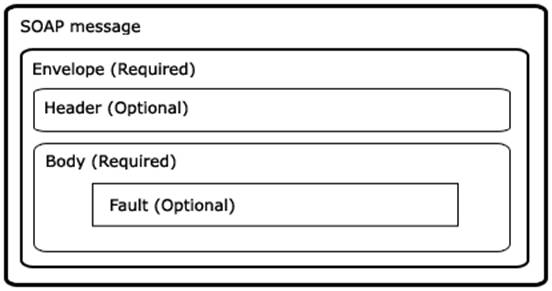 SOAP message
Envelope (Required)
Header (Optional)
Body (Required)
Fault (Optional)